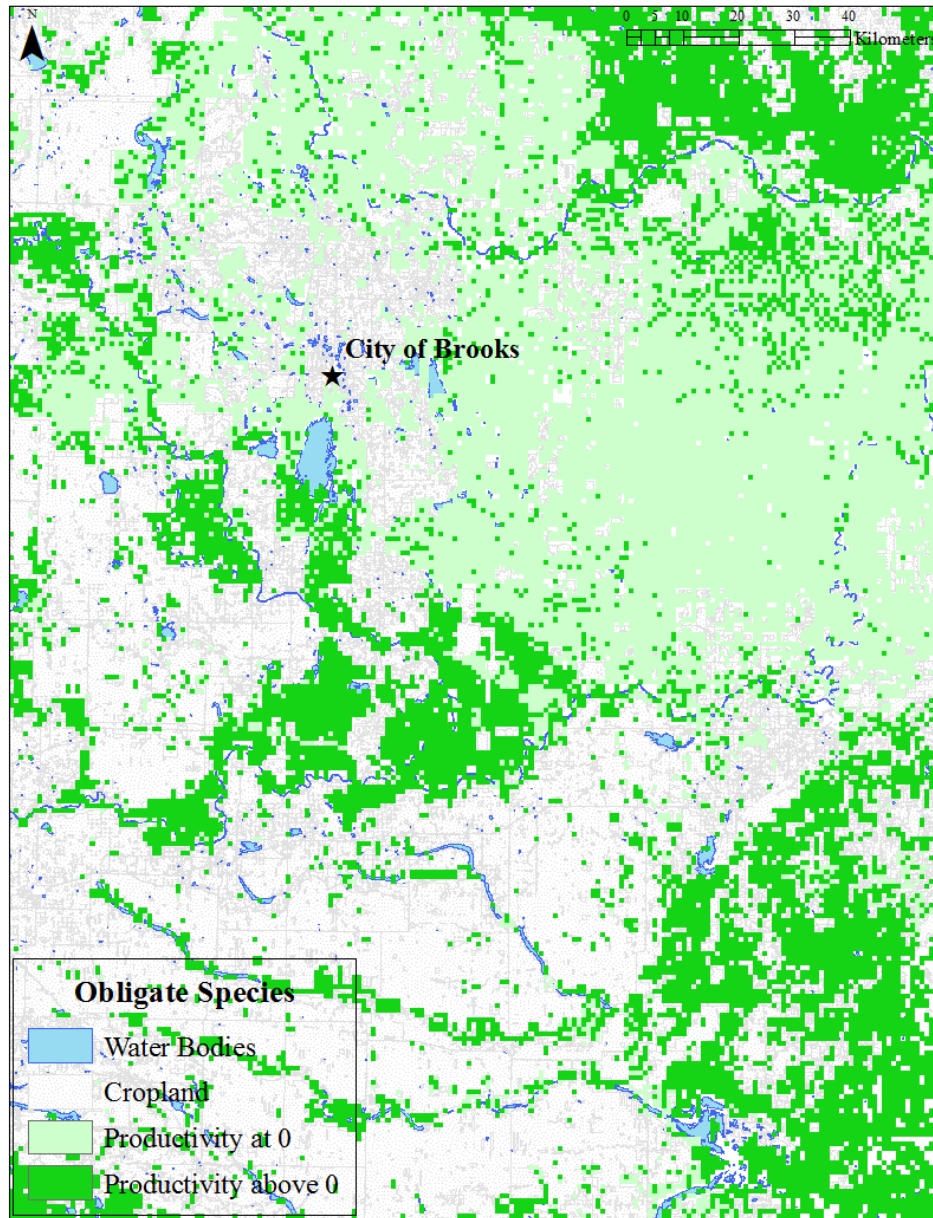 N
0 5 10 20 30 40
Kilometers
City of Brooks
Obligate Species
Water Bodies
Cropland
Productivity at 0
Productivity above 0